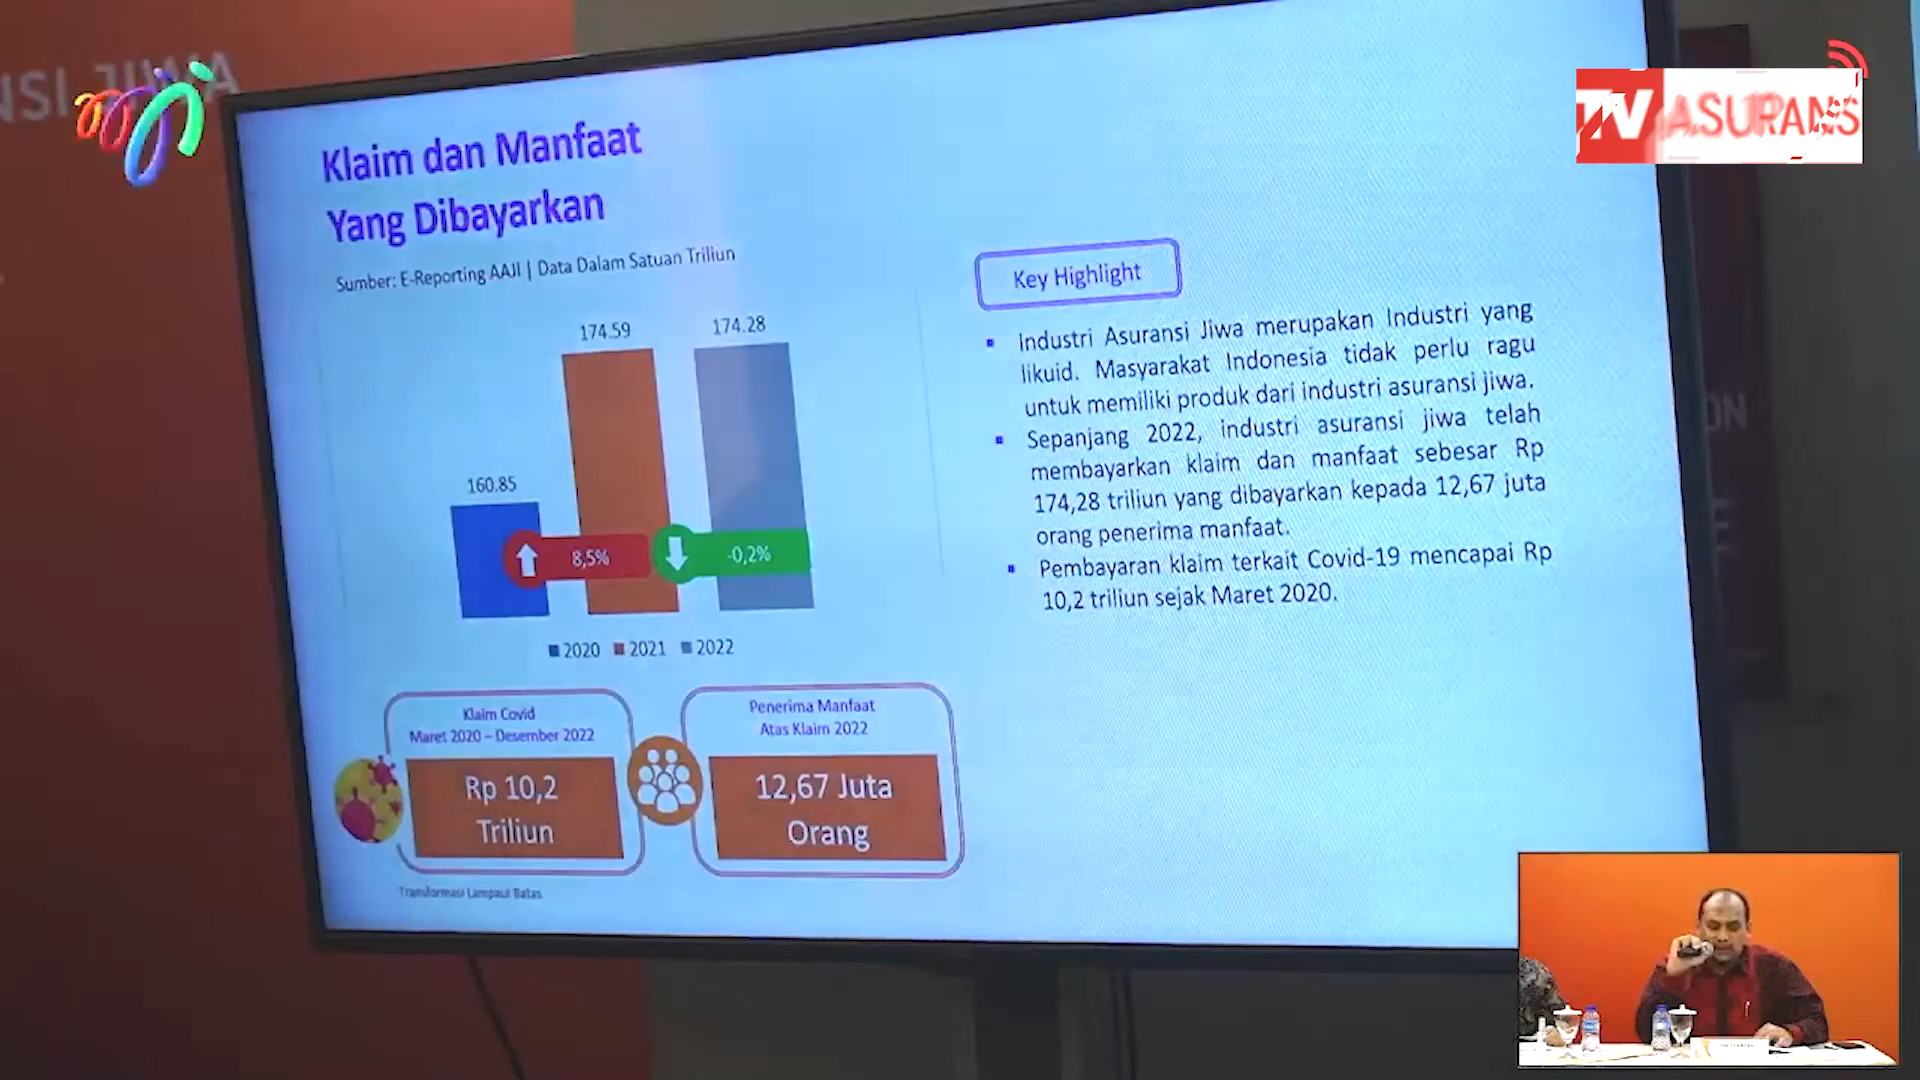 NSI JIWA
TV ASURANS
Klaim dan Manfaat
Yang Dibayarkan
Sumber: E-Reporting AAJI | Data Dalam Satuan Triliun
174.59
174.28
160.85
8,5%
-0,2%
2020 2021 2022
Klaim Covid
Maret 2020 – Desember 2022
Rp 10,2
Triliun
Penerima Manfaat
Atas Klaim 2022
12,67 Juta
Orang
Transformasi Lampaui Batas
Key Highlight
Industri Asuransi Jiwa merupakan Industri yang
likuid. Masyarakat Indonesia tidak perlu ragu
untuk memiliki produk dari industri asuransi jiwa.
Sepanjang 2022, industri asuransi jiwa telah
membayarkan klaim dan manfaat sebesar Rp
174,28 triliun yang dibayarkan kepada 12,67 juta
orang penerima manfaat.
Pembayaran klaim terkait Covid-19 mencapai Rp
10,2 triliun sejak Maret 2020.
ON
E